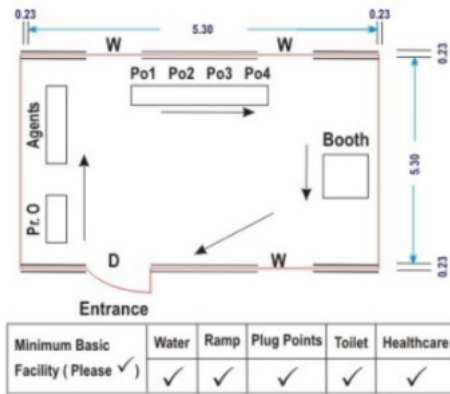 0.23 5.30 0.23
W W
Po1 Po2 Po3 Po4
0.23
Agents
Booth
5.30
Pr. O
D W
0.23
Entrance
Minimum Basic Facility ( Please ✓ ) Water Ramp Plug Points Toilet Healthcare
✓ ✓ ✓ ✓ ✓